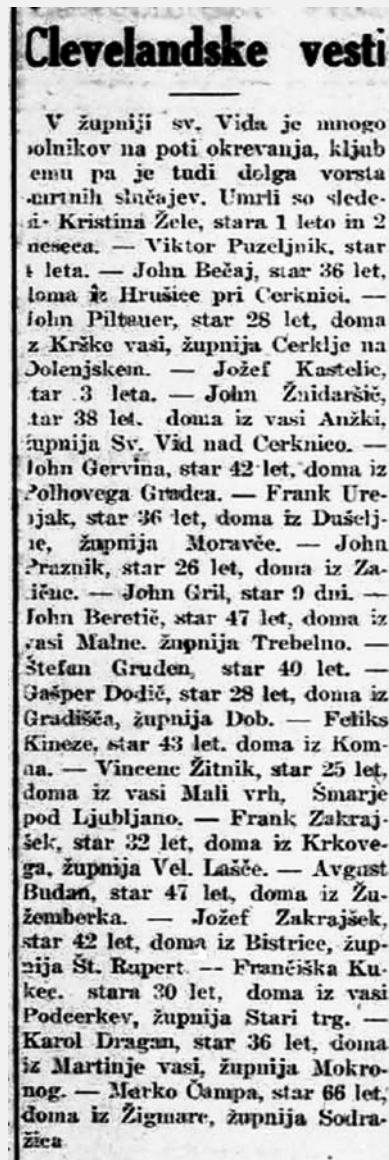 Clevelandske vesti
V župniji sv. Vida je mnogo
bolnikov na poti okrevanja, kljub
temu pa je tudi dolga vorsta
smrtnih slučajev. Umrli so slede-
či: Kristina Žele, stara 1 leto in 2
meseca. — Viktor Puzeljnik, star
leta. — John Bečaj, star 36 let,
doma iz Hrušice pri Cerknici. —
John Piltauer, star 28 let, doma
iz Krške vasi, župnija Cerklje na
Dolenjskem. — Jožef Kastelic,
star 3 leta. — John Žnidaršič,
star 38 let, doma iz vasi Anžki,
župnija Sv. Vid nad Cerknico. —
John Gervina, star 42 let, doma iz
Polhovega Gradca. — Frank Ure-
njak, star 36 let, doma iz Dušelj-
ne, župnija Moravče. — John
Praznik, star 26 let, doma iz Za-
tične. — John Gril, star 9 dni. —
John Beretič, star 47 let, doma iz
vasi Malne. župnija Trebelno. —
Štefan Gruden, star 40 let. —
Gašper Dodič, star 28 let, doma iz
Gradišča, župnija Dob. — Feliks
Kineze, star 43 let. doma iz Kom-
na. — Vincenc Žitnik, star 25 let,
doma iz vasi Mali vrh, Šmarje
pod Ljubljano. — Frank Zakraj-
šek, star 32 let, doma iz Krkove-
ga, župnija Vel. Lašče. — Avgust
Budan, star 47 let, doma iz Žu-
žemberka. — Jožef Zakrajšek,
star 42 let, doma iz Bistrice, žup-
nija Št. Rupert -- Frančiška Ku-
kec. stara 30 let, doma iz vasi
Podcerkev, župnija Stari trg. —
Karol Dragan, star 36 let, doma
iz Martinje vasi, župnija Mokro-
nog. — Marko Čampa, star 66 let,
doma iz Žigmarc, župnija Sodra-
žica